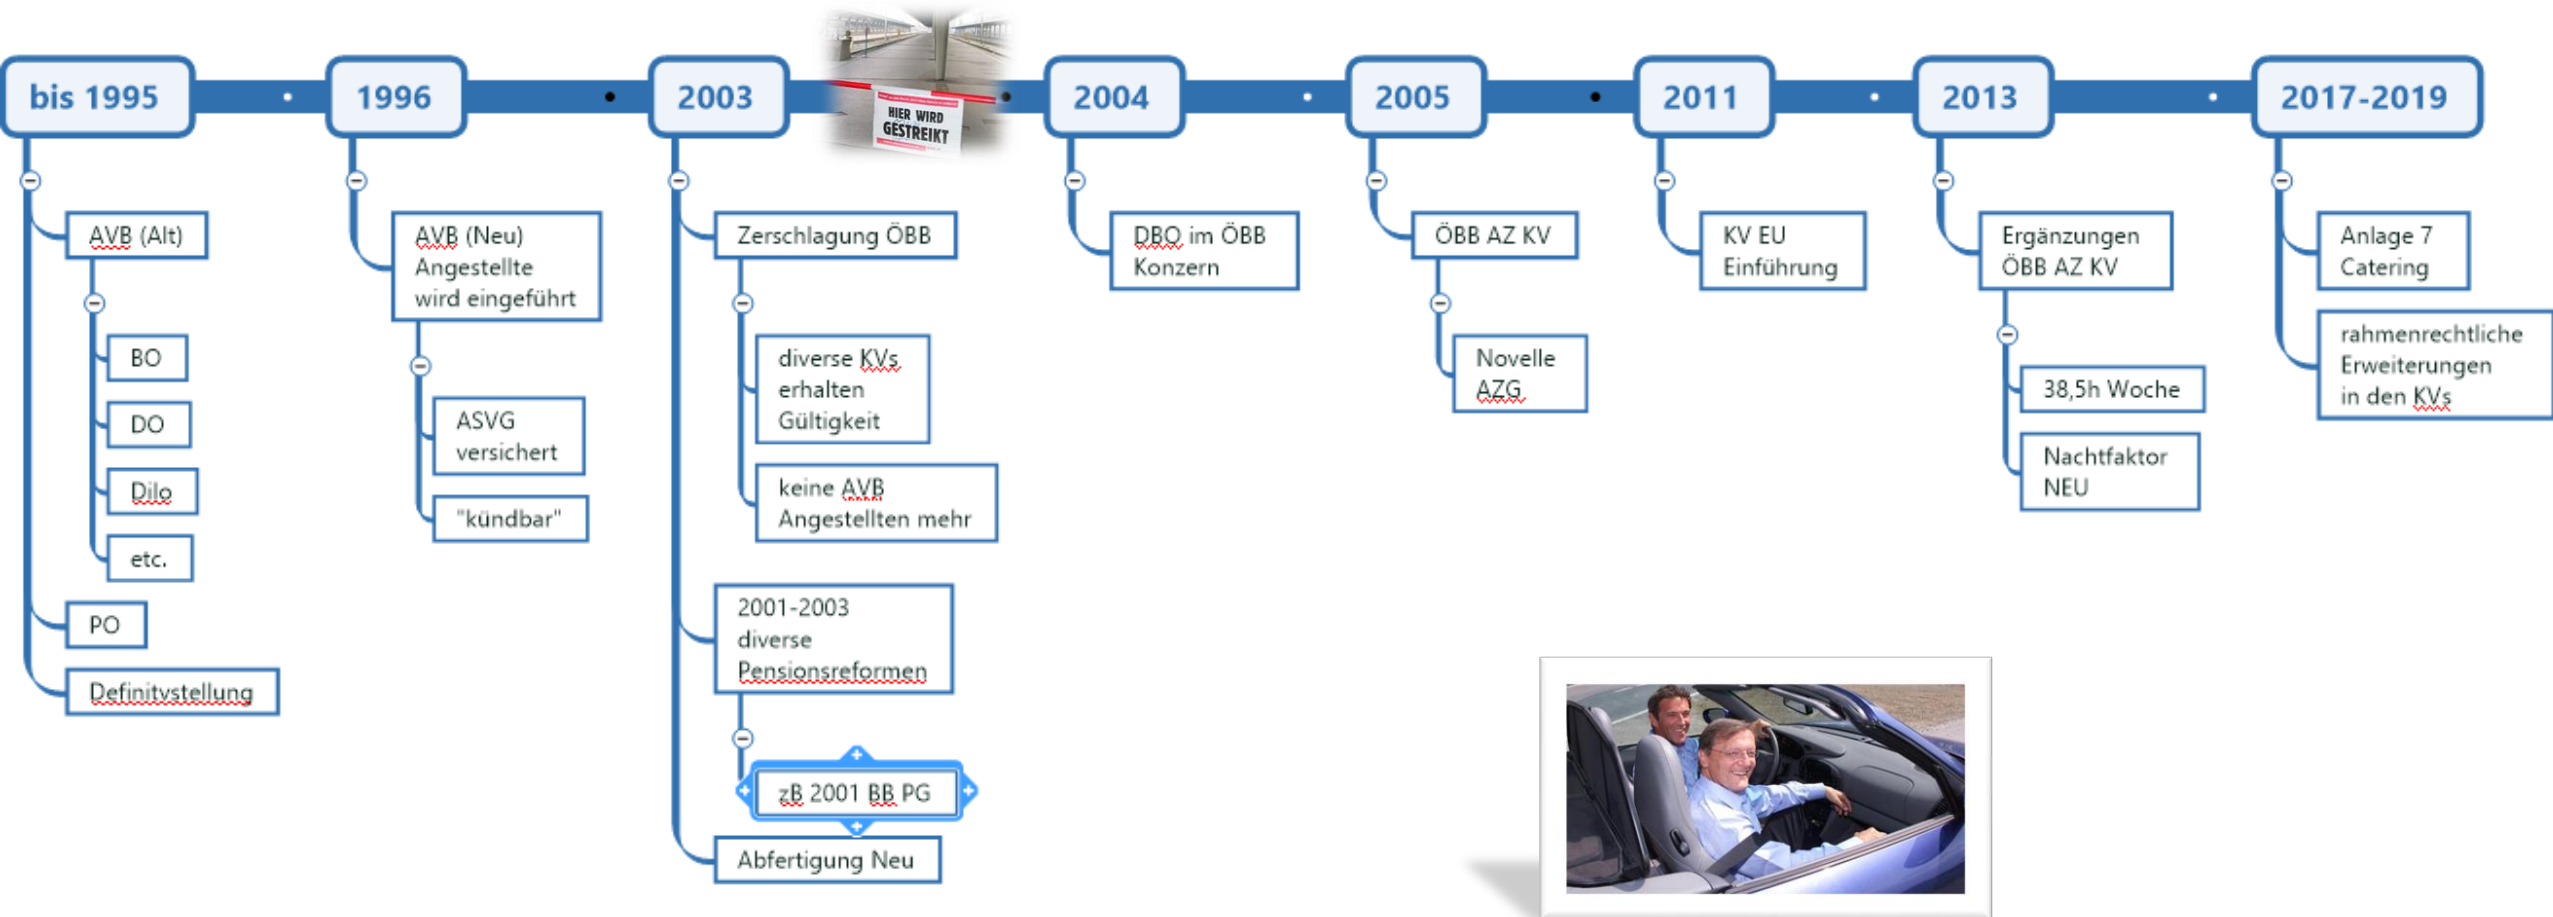 bis 1995
1996
2003
HIER WIRD
GESTREIKT
2004
2005
2011
2013
2017-2019
AVB (Alt)
BO
DO
Dilo
etc.
PO
Definitvstellung
AVB (Neu)
Angestellte
wird eingeführt
ASVG
versichert
"kündbar"
Zerschlagung ÖBB
diverse KVs
erhalten
Gültigkeit
keine AVB
Angestellten mehr
2001-2003
diverse
Pensionsreformen
zB 2001 BB PG
Abfertigung Neu
DBO im ÖBB
Konzern
ÖBB AZ KV
Novelle
AZG
KV EU
Einführung
Ergänzungen
ÖBB AZ KV
38,5h Woche
Nachtfaktor
NEU
Anlage 7
Catering
rahmenrechtliche
Erweiterungen
in den KVs